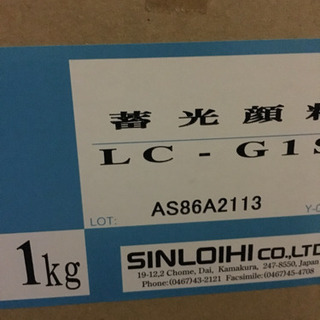 蓄光顔料
LC-G1S
LOT: AS86A2113
1kg
SINLOIHI CO.,LTD
19-12,2 Chome, Dai, Kamakura, 247-8550, Japan
Phone:(0467)43-2121 Facsimile:(0467)45-4708